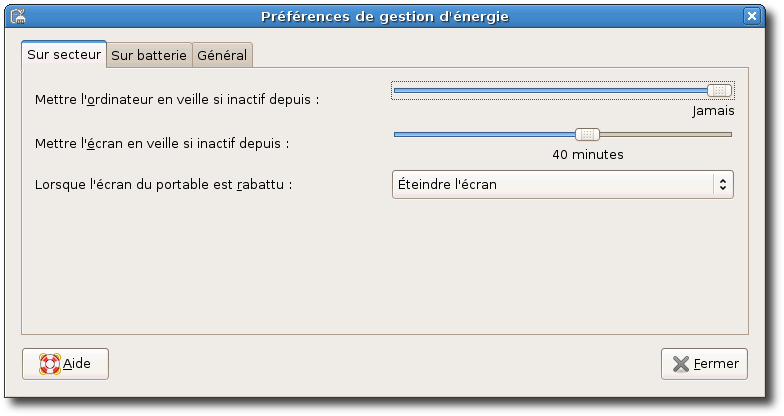 Préférences de gestion d'énergie
Sur secteur Sur batterie Général
Mettre l'ordinateur en veille si inactif depuis :
Jamais
Mettre l'écran en veille si inactif depuis :
40 minutes
Lorsque l'écran du portable est rabattu : Éteindre l'écran
Aide Fermer